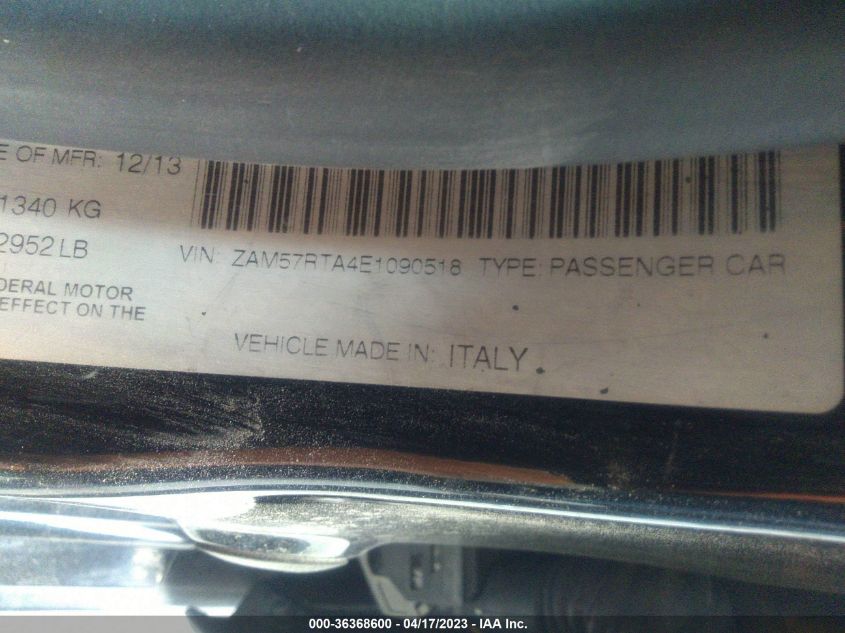 E OF MFR: 12/13
1340 KG
2952 LB
VIN: ZAM57RTA4E1090518 TYPE: PASSENGER CAR
DERAL MOTOR
EFFECT ON THE
VEHICLE MADE IN: ITALY
000-36368600 - 04/17/2023 - IAA Inc.